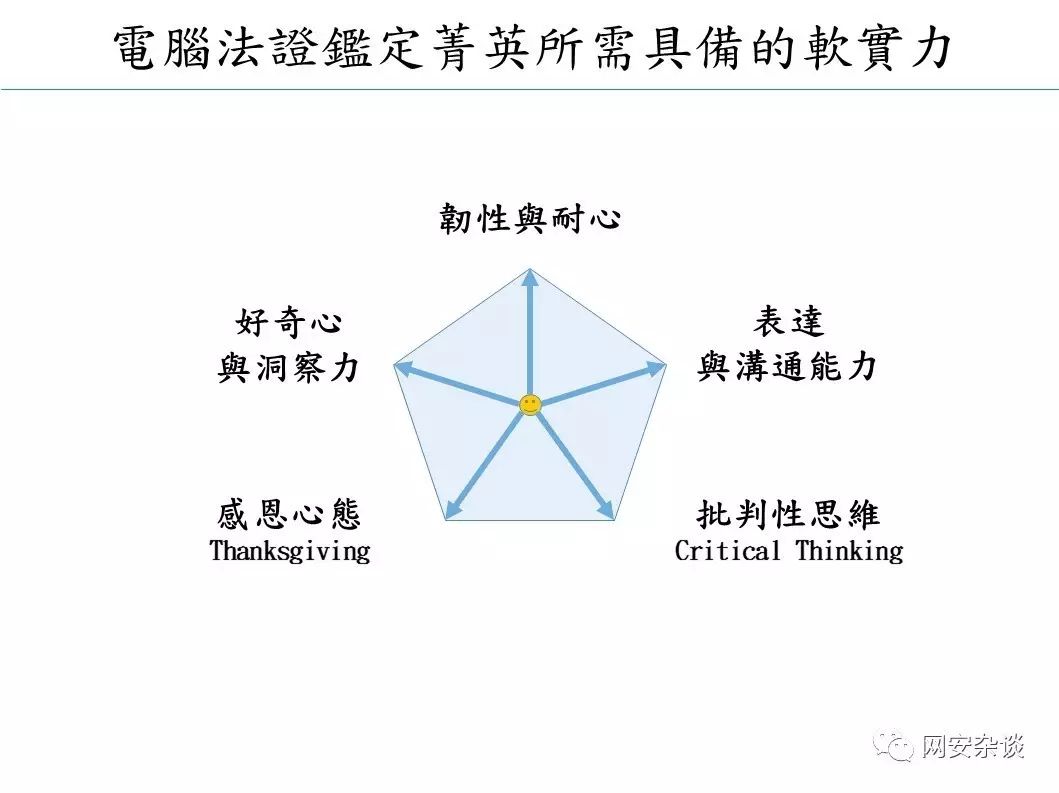 電腦法證鑑定菁英所需具備的軟實力
韌性與耐心
好奇心
與洞察力
表達
與溝通能力
感恩心態
Thanksgiving
批判性思維
Critical Thinking
网安杂谈